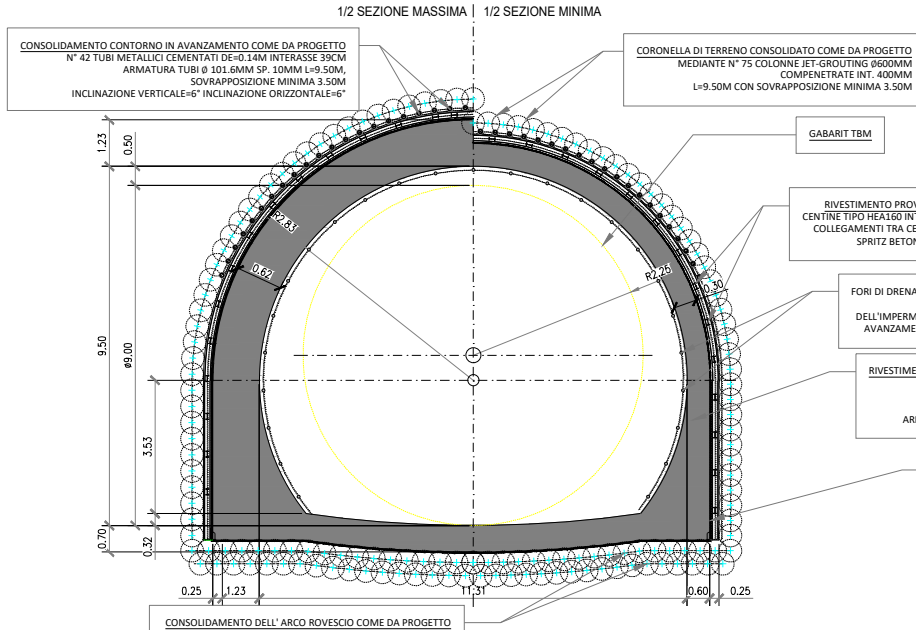 1/2 SEZIONE MASSIMA
1/2 SEZIONE MINIMA
CONSOLIDAMENTO CONTORNO IN AVANZAMENTO COME DA PROGETTO
N° 42 TUBI METALLICI CEMENTATI DE=0.14M INTERASSE 39CM
ARMATURA TUBI Ø 101.6MM SP. 10MM L=9.50M,
SOVRAPPOSIZIONE MINIMA 3.50M
INCLINAZIONE VERTICALE=6° INCLINAZIONE ORIZZONTALE=6°
CORONELLA DI TERRENO CONSOLIDATO COME DA PROGETTO
MEDIANTE N° 75 COLONNE JET-GROUTING Ø600MM
COMPENETRATE INT. 400MM
L=9.50M CON SOVRAPPOSIZIONE MINIMA 3.50M
GABARIT TBM
RIVESTIMENTO PROV
CENTINE TIPO HEA160 INT
COLLEGAMENTI TRA CE
SPRITZ BETON
FORI DI DRENA
DELL'IMPERM
AVANZAME
RIVESTIME
ARI
1.23
0.50
R2.83
0.62
R2.26
0.30
9.50
ø9.00
3.53
0.70
0.32
0.25
1.23
11.31
0.60
0.25
CONSOLIDAMENTO DELL' ARCO ROVESCIO COME DA PROGETTO